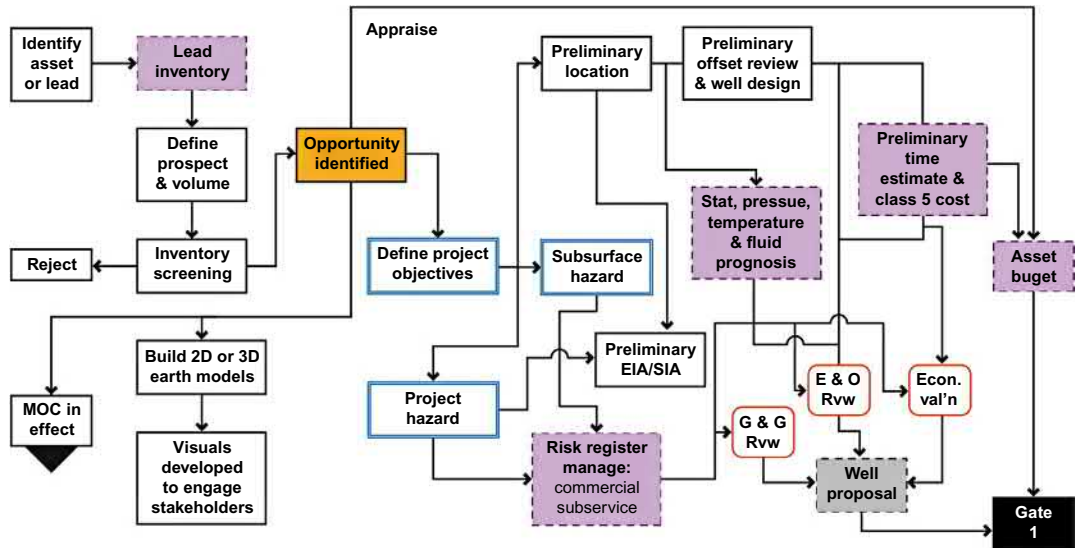 Appraise
Identify
asset
or lead
Lead
inventory
Preliminary
location
Preliminary
offset review
& well design
Define
prospect
& volume
Opportunity
identified
Preliminary
time
estimate &
class 5 cost
Stat, pressue,
temperature
& fluid
prognosis
Reject
Inventory
screening
Define project
objectives
Subsurface
hazard
Asset
buget
Build 2D or 3D
earth models
Preliminary
EIA/SIA
MOC in
effect
Project
hazard
E & O
Rvw
Econ.
val'n
G & G
Rvw
Visuals
developed
to engage
stakeholders
Risk register
manage:
commercial
subservice
Well
proposal
Gate
1